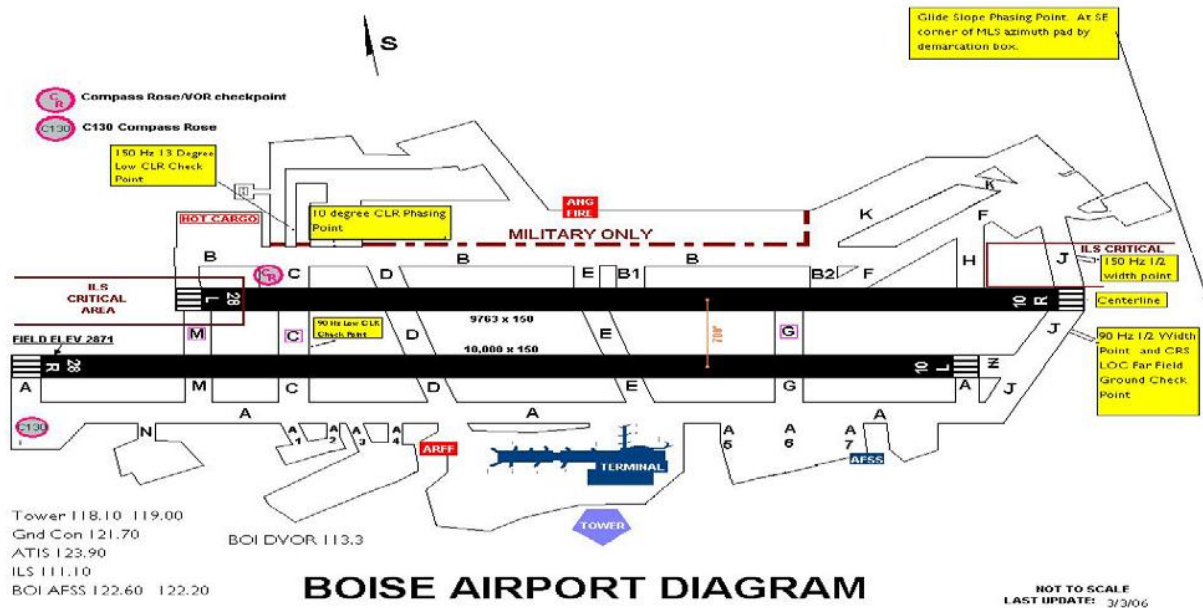 Glide Slope Phasing Point. At SE
corner of MLS azimuth pad by
demarcation box.
S
C
R
Compass Rose/VOR checkpoint
C130
C130 Compass Rose
150 Hz 13 Degree
Low CLR Check
Point
HOT CARGO
10 degree CLR Phasing
Point
ANG
FIRE
MILITARY ONLY
K
K
F
B
C
R
C
D
B
E
B1
B
B2
F
H
J
ILS CRITICAL
150 Hz 1/2
width point
ILS
CRITICAL
AREA
L
28
10
R
Centerline
M
C
90 Hz Low CLR
Check Point
D
9763 x 150
E
700'
G
J
90 Hz 1/2 Width
Point and CRS
LOC Far Field
Ground Check
Point
FIELD ELEV 2871
10,000 x 150
R
28
10
L
N
A
M
C
D
E
G
A
J
C130
N
A
A
1
A
2
A
3
A
4
A
A
5
A
6
A
7
A
ARFF
TERMINAL
AFSS
TOWER
Tower 118.10 119.00
Gnd Con 121.70
ATIS 123.90
ILS 111.10
BOI AFSS 122.60 122.20
BOI DVOR 113.3
BOISE AIRPORT DIAGRAM
NOT TO SCALE
LAST UPDATE: 3/3/06